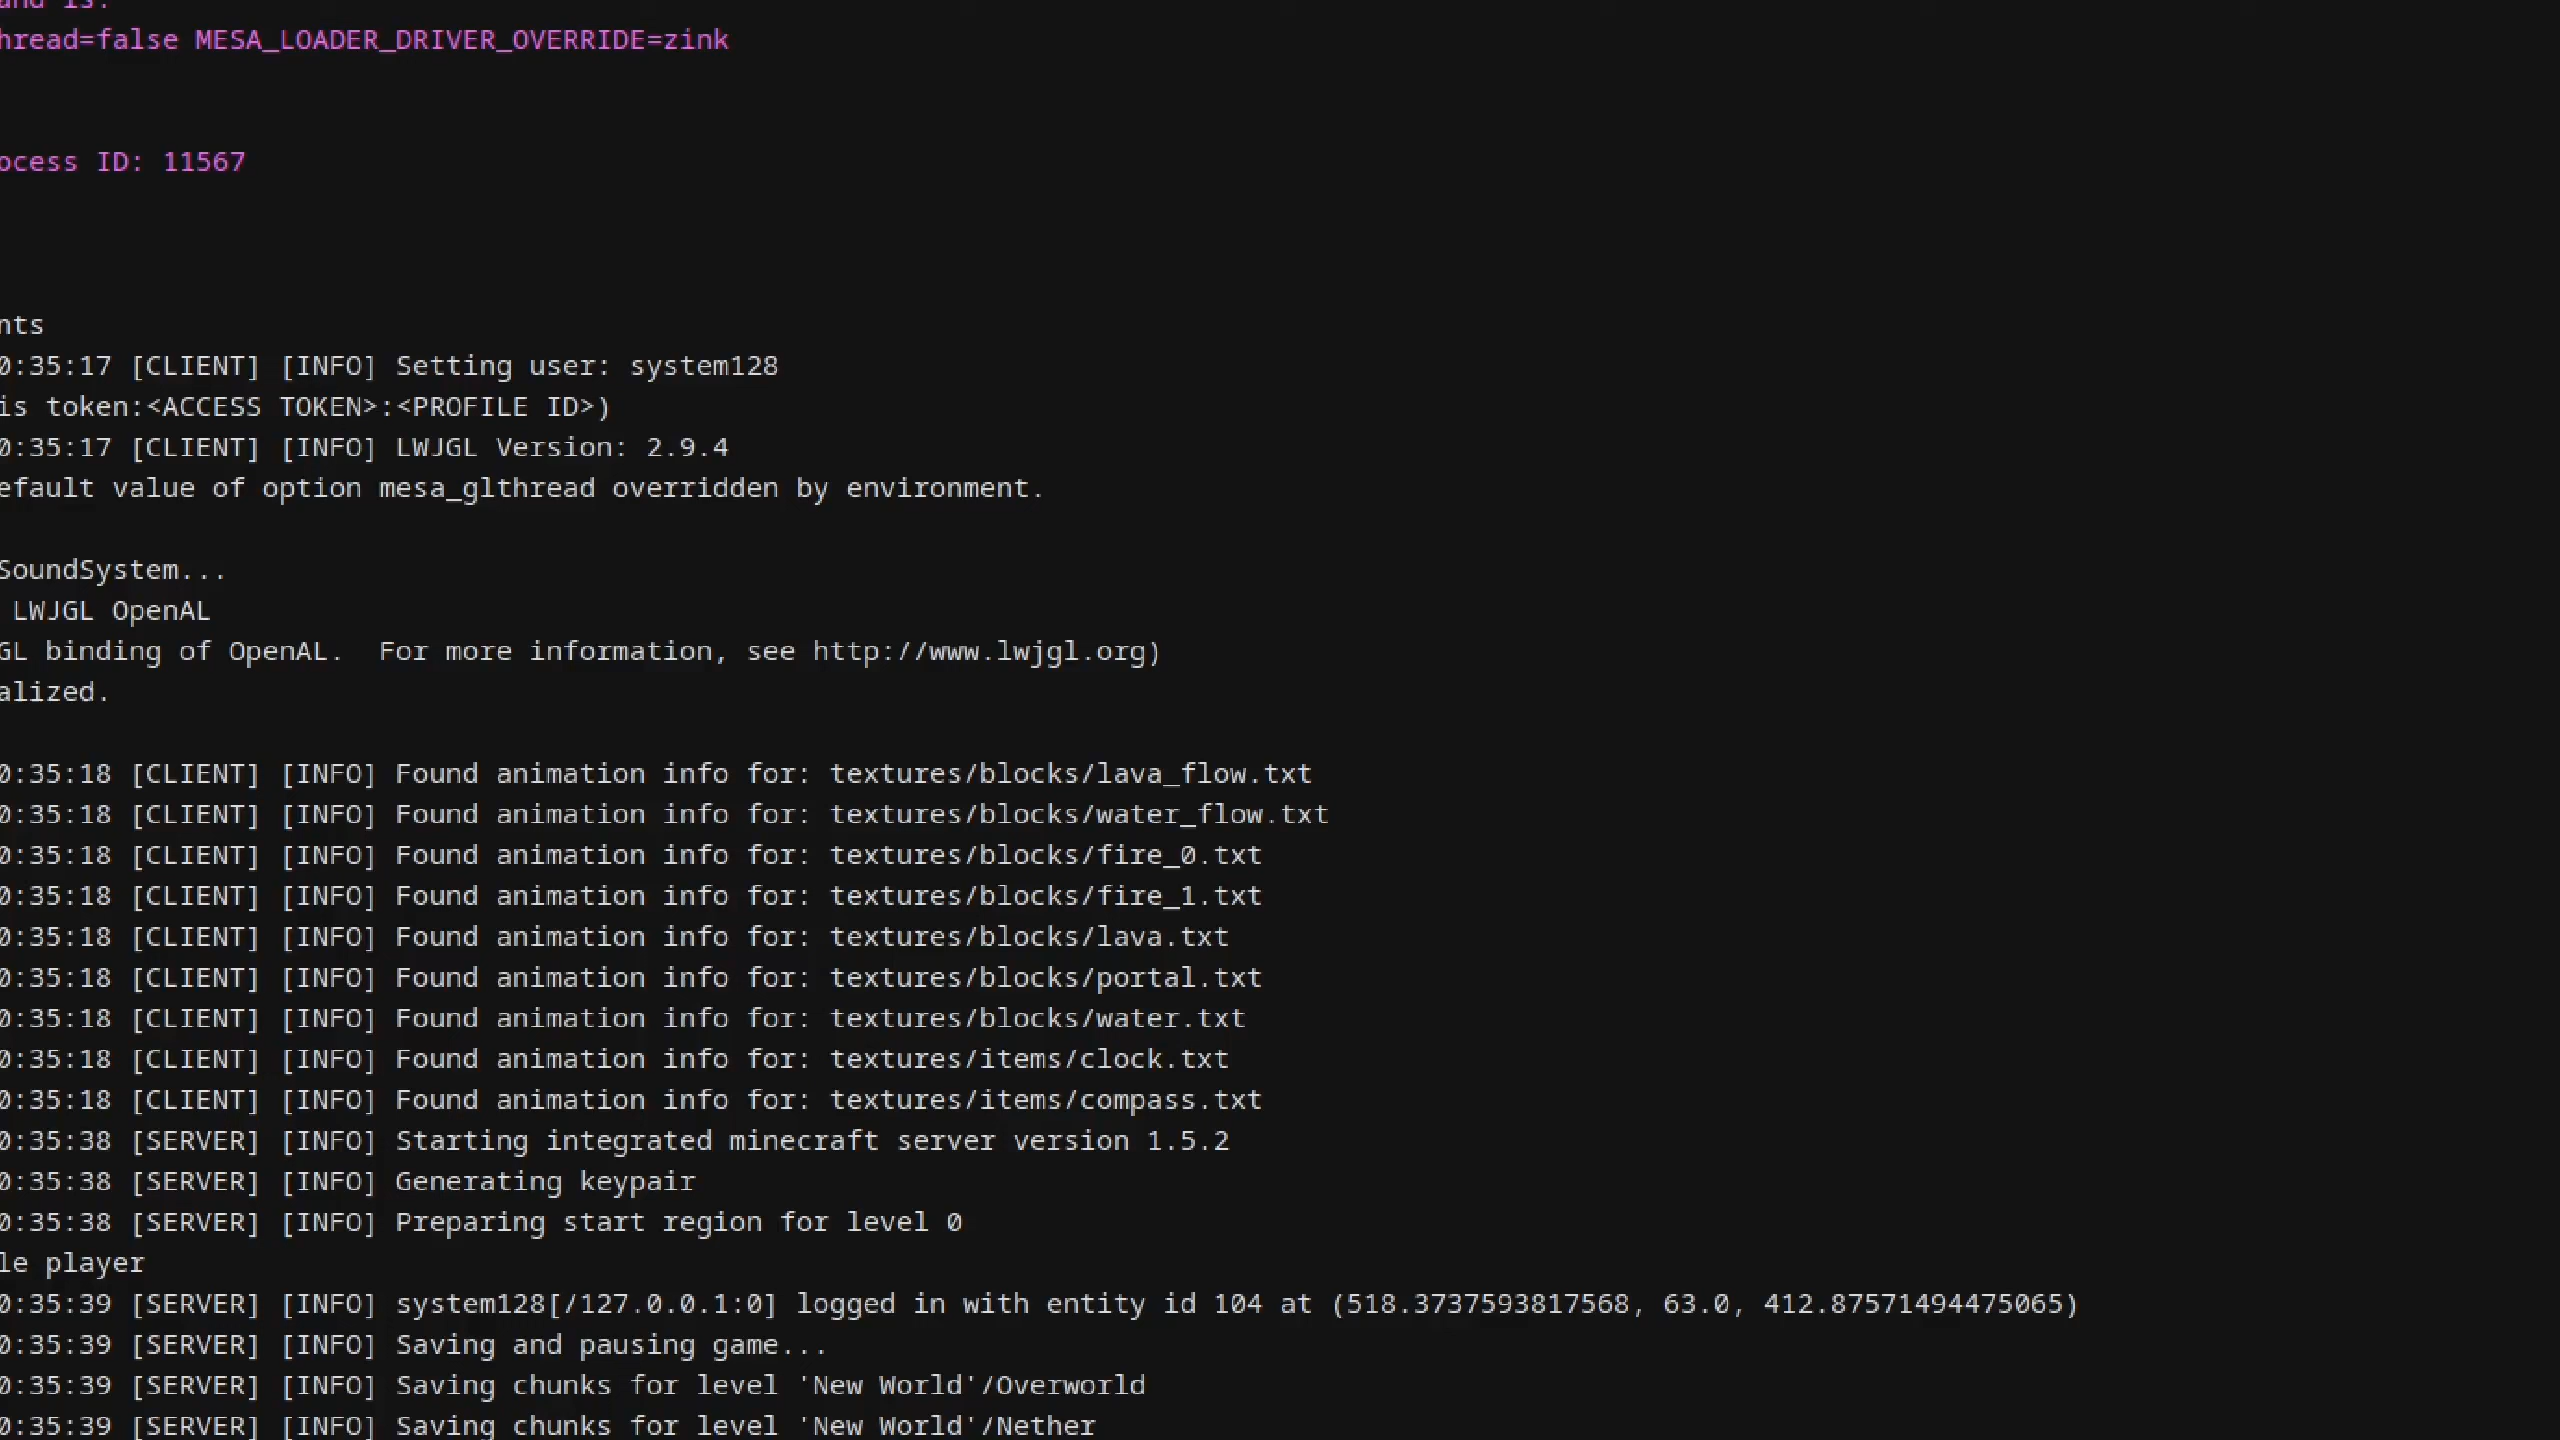 and is:
hread=false MESA_LOADER_DRIVER_OVERRIDE=zink
ocess ID: 11567
nts
0:35:17 [CLIENT] [INFO] Setting user: system128
is token:<ACCESS TOKEN>:<PROFILE ID>)
0:35:17 [CLIENT] [INFO] LWJGL Version: 2.9.4
efault value of option mesa_glthread overridden by environment.
SoundSystem...
LWJGL OpenAL
GL binding of OpenAL.  For more information, see http://www.lwjgl.org)
alized.
0:35:18 [CLIENT] [INFO] Found animation info for: textures/blocks/lava_flow.txt
0:35:18 [CLIENT] [INFO] Found animation info for: textures/blocks/water_flow.txt
0:35:18 [CLIENT] [INFO] Found animation info for: textures/blocks/fire_0.txt
0:35:18 [CLIENT] [INFO] Found animation info for: textures/blocks/fire_1.txt
0:35:18 [CLIENT] [INFO] Found animation info for: textures/blocks/lava.txt
0:35:18 [CLIENT] [INFO] Found animation info for: textures/blocks/portal.txt
0:35:18 [CLIENT] [INFO] Found animation info for: textures/blocks/water.txt
0:35:18 [CLIENT] [INFO] Found animation info for: textures/items/clock.txt
0:35:18 [CLIENT] [INFO] Found animation info for: textures/items/compass.txt
0:35:38 [SERVER] [INFO] Starting integrated minecraft server version 1.5.2
0:35:38 [SERVER] [INFO] Generating keypair
0:35:38 [SERVER] [INFO] Preparing start region for level 0
le player
0:35:39 [SERVER] [INFO] system128[/127.0.0.1:0] logged in with entity id 104 at (518.3737593817568, 63.0, 412.87571494475065)
0:35:39 [SERVER] [INFO] Saving and pausing game...
0:35:39 [SERVER] [INFO] Saving chunks for level 'New World'/Overworld
0:35:39 [SERVER] [INFO] Saving chunks for level 'New World'/Nether